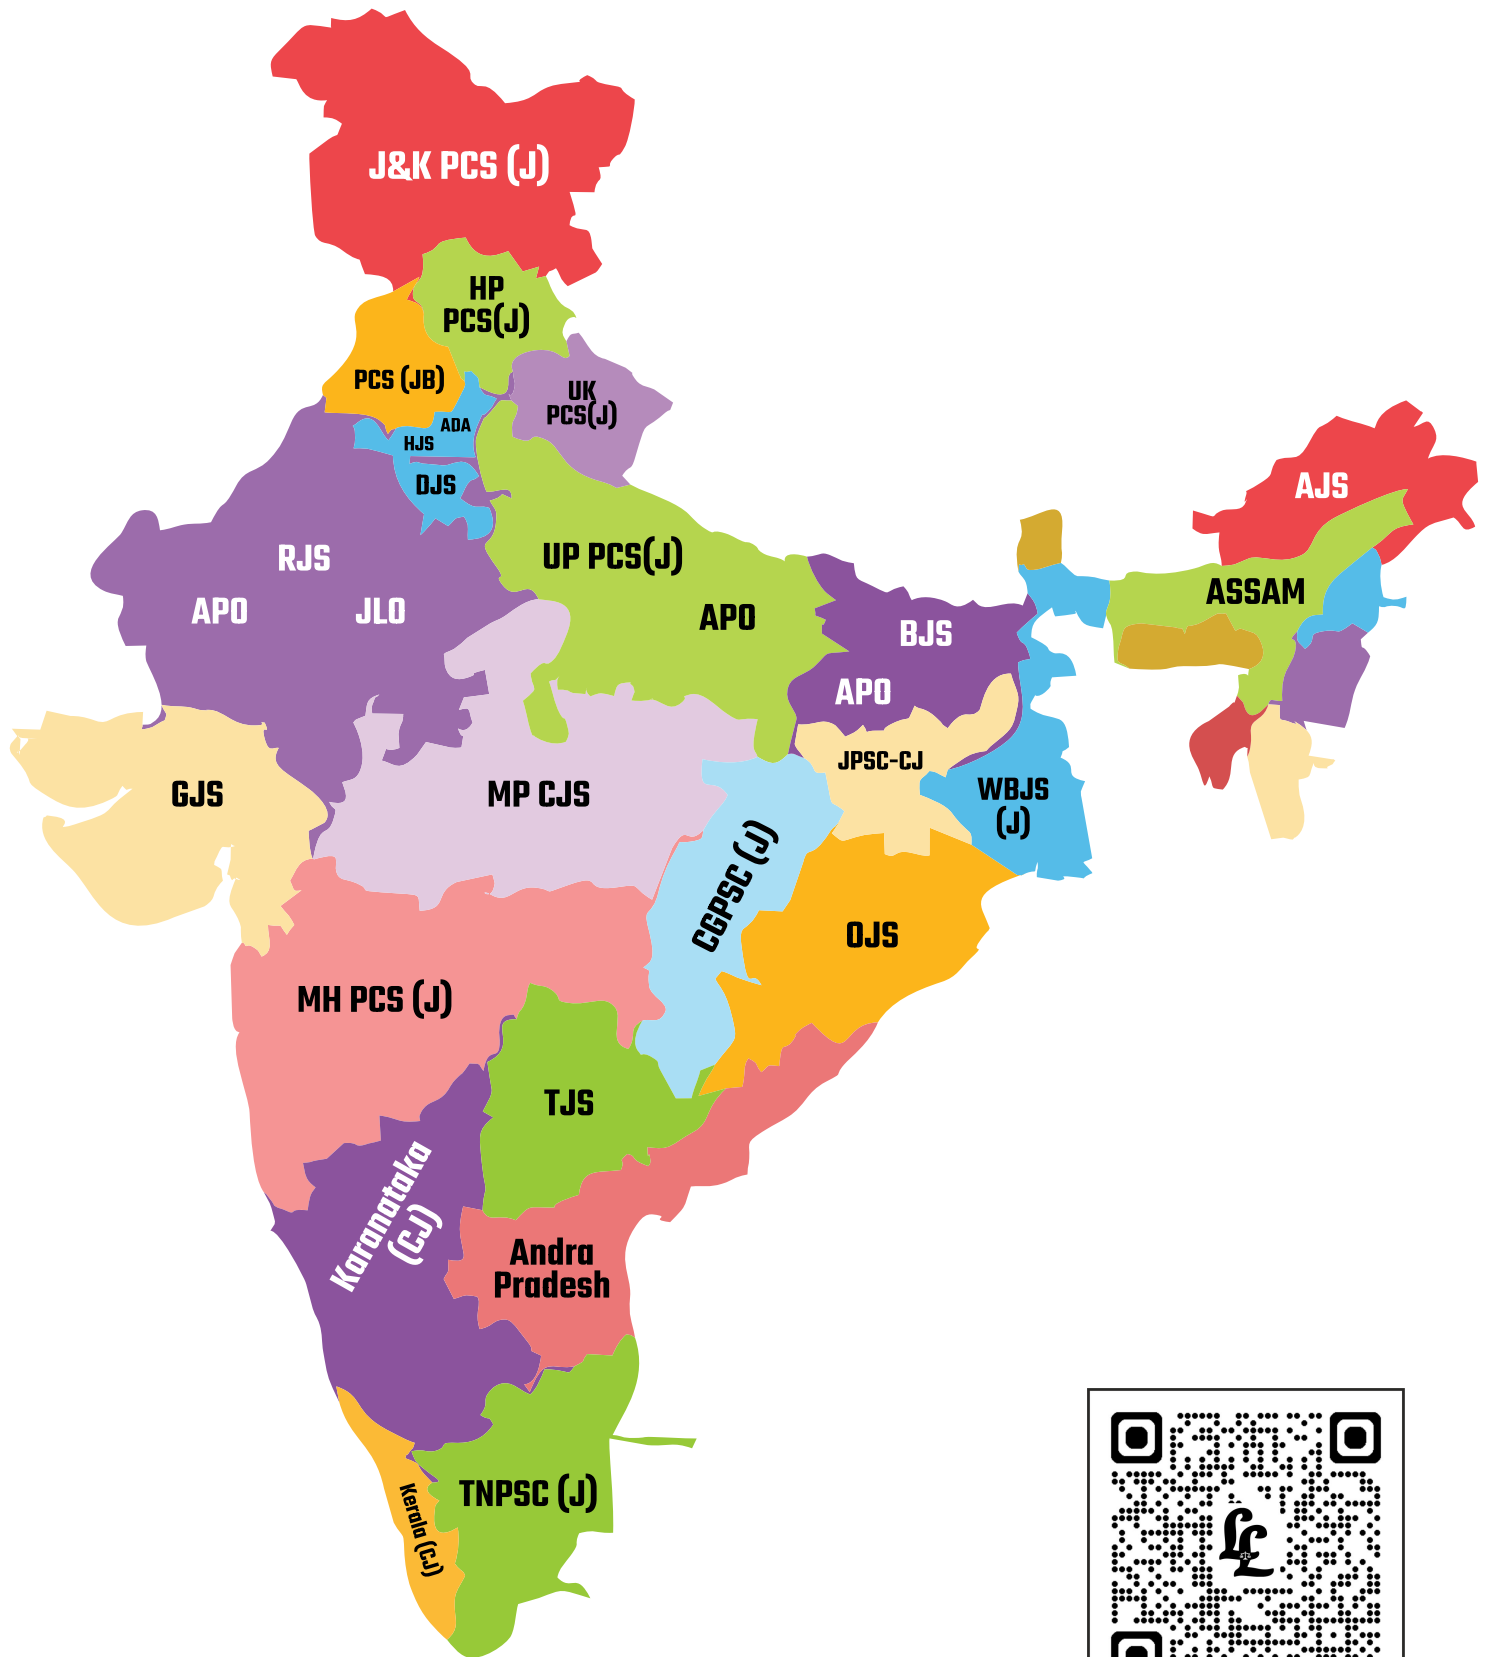 J&K PCS (J)
HP
PCS(J)
PCS (JB)
UK
PCS(J)
ADA
HJS
DJS
AJS
RJS
UP PCS(J)
ASSAM
APO
JLO
APO
BJS
APO
JPSC-CJ
GJS
MP CJS
WBJS
(J)
CGPSC (J)
OJS
MH PCS (J)
TJS
Karanataka
(CJ)
Andra
Pradesh
TNPSC (J)
Kerala (CJ)
LL